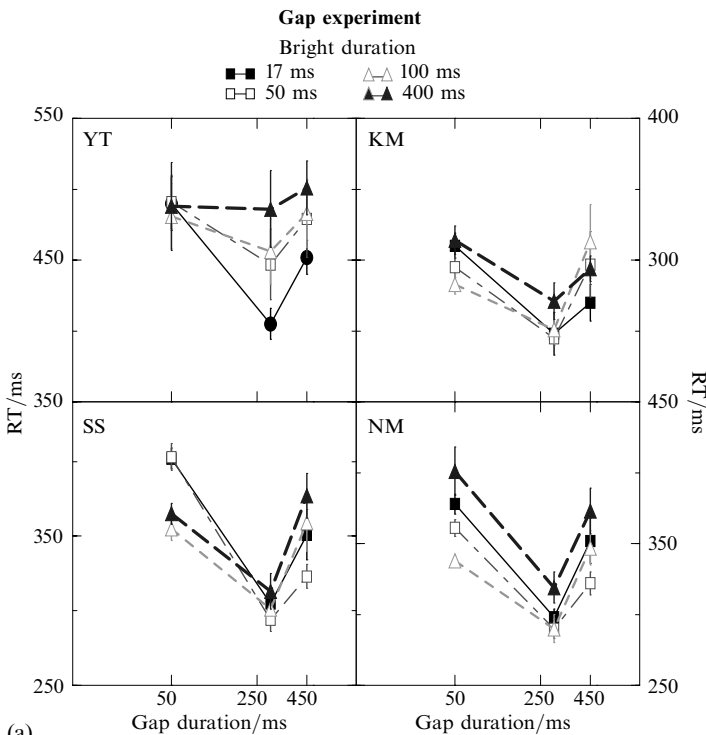 Gap experiment
Bright duration
17 ms 100 ms
50 ms 400 ms
550 YT KM 400
450 300
RT/ms 350 450 RT/ms
SS NM
350 350
250 250
50 250 450 50 250 450
(a) Gap duration/ms Gap duration/ms